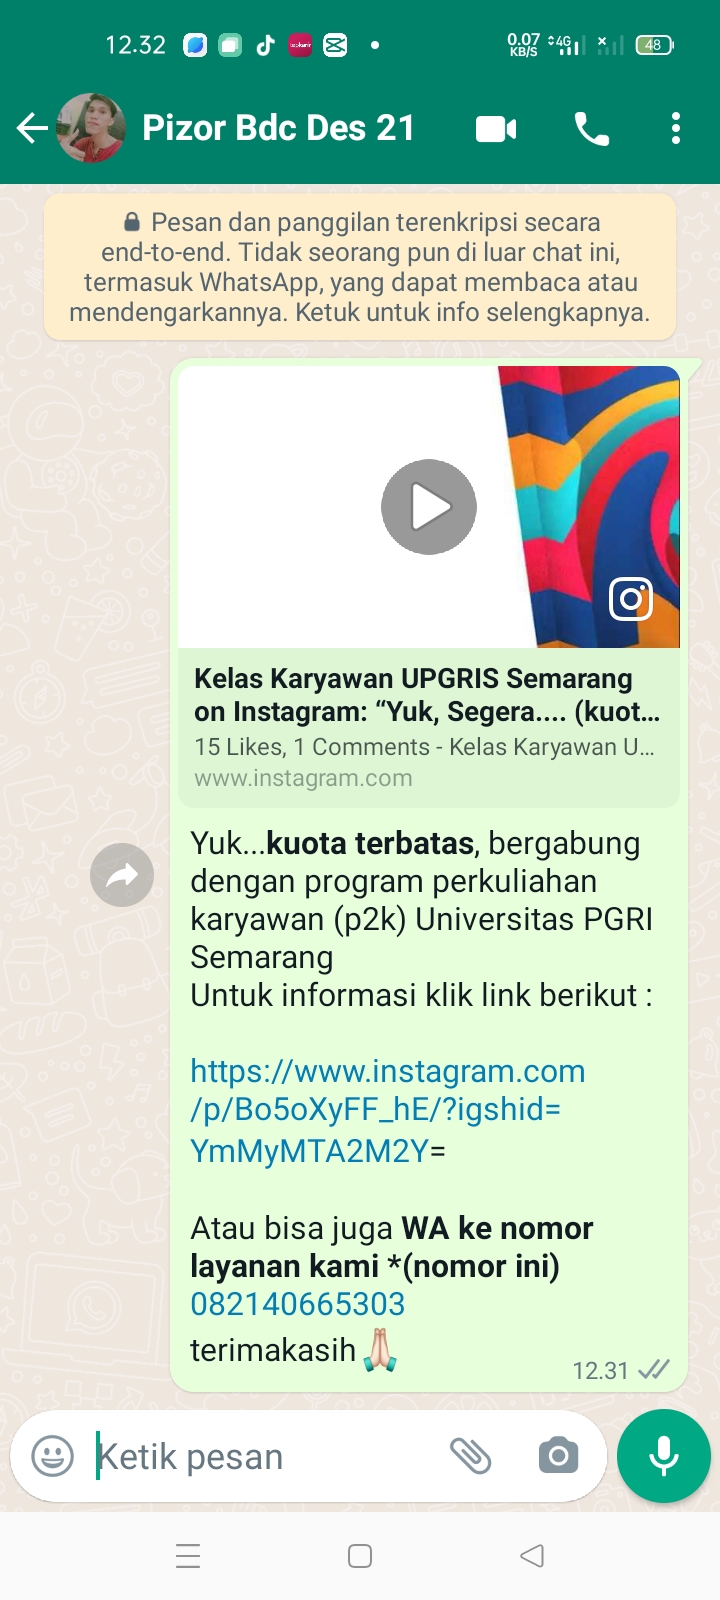 12.32
0.07 KB/S 4G 48
Pizor Bdc Des 21
Pesan dan panggilan terenkripsi secara
end-to-end. Tidak seorang pun di luar chat ini,
termasuk WhatsApp, yang dapat membaca atau
mendengarkannya. Ketuk untuk info selengkapnya.
Kelas Karyawan UPGRIS Semarang
on Instagram: “Yuk, Segera.... (kuot...
15 Likes, 1 Comments - Kelas Karyawan U...
www.instagram.com
Yuk...kuota terbatas, bergabung
dengan program perkuliahan
karyawan (p2k) Universitas PGRI
Semarang
Untuk informasi klik link berikut :
https://www.instagram.com
/p/Bo5oXyFF_hE/?igshid=
YmMyMTA2M2Y=
Atau bisa juga WA ke nomor
layanan kami *(nomor ini)
082140665303
terimakasih🙏🏻
12.31
Ketik pesan